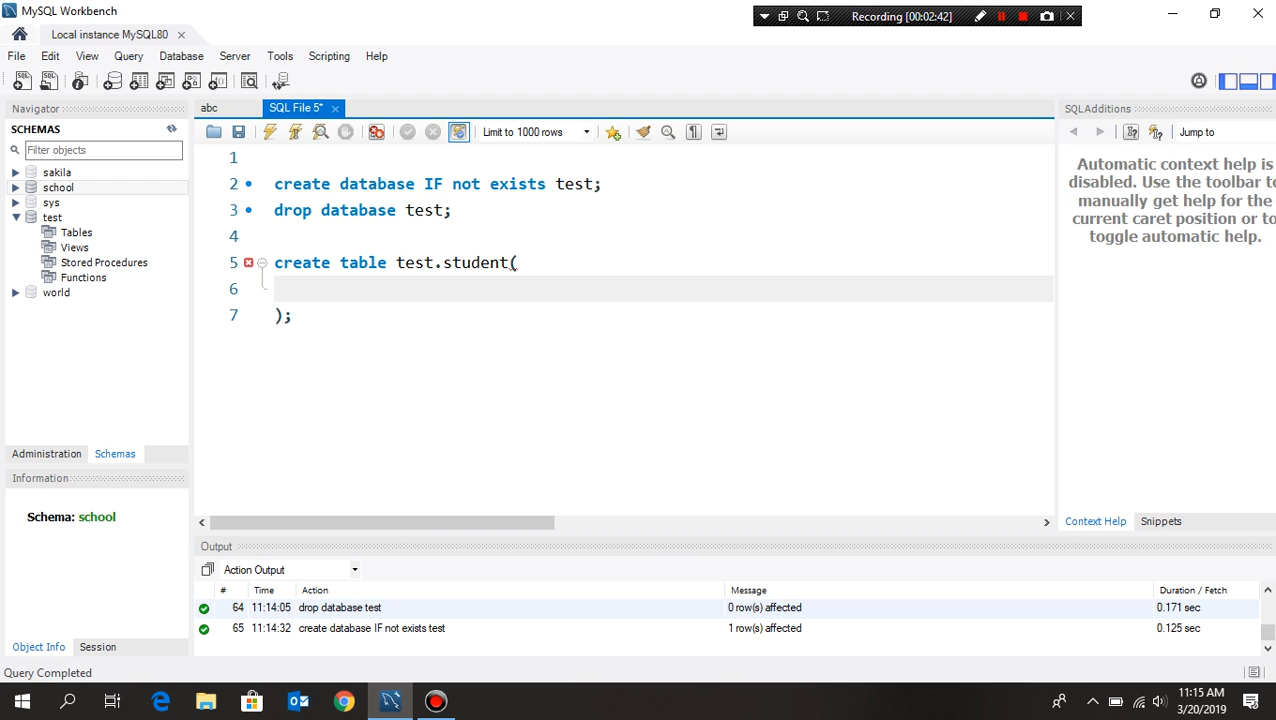 MySQL Workbench
Recording [00:02:42]
Local instance MySQL80
File Edit View Query Database Server Tools Scripting Help
Navigator
SCHEMAS
Filter objects
sakila
school
sys
test
Tables
Views
Stored Procedures
Functions
world
Administration Schemas
Information
Schema: school
Object Info Session
abc SQL File 5*
Limit to 1000 rows
1
2 create database IF not exists test;
3 drop database test;
4
5 create table test.student(
6
7 );
SQLAdditions
Jump to
Automatic context help is
disabled. Use the toolbar to
manually get help for the
current caret position or to
toggle automatic help.
Context Help Snippets
Output
Action Output
# Time Action Message Duration / Fetch
64 11:14:05 drop database test 0 row(s) affected 0.171 sec
65 11:14:32 create database IF not exists test 1 row(s) affected 0.125 sec
Query Completed
11:15 AM
3/20/2019